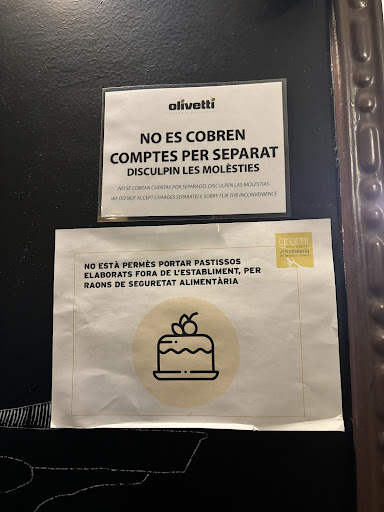 olivetti
NO ES COBREN
COMPTES PER SEPARAT
DISCULPIN LES MOLÈSTIES
NO SE COBRAN CUENTAS POR SEPARADO, DISCULPEN LAS MOLESTIAS
WE DO NOT ACCEPT CHARGES SEPARATELY, SORRY FOR THE INCONVENIENCE
gremi
NO ESTÀ PERMÈS PORTAR PASTISSOS
ELABORATS FORA DE L'ESTABLIMENT, PER
RAONS DE SEGURETAT ALIMENTÀRIA